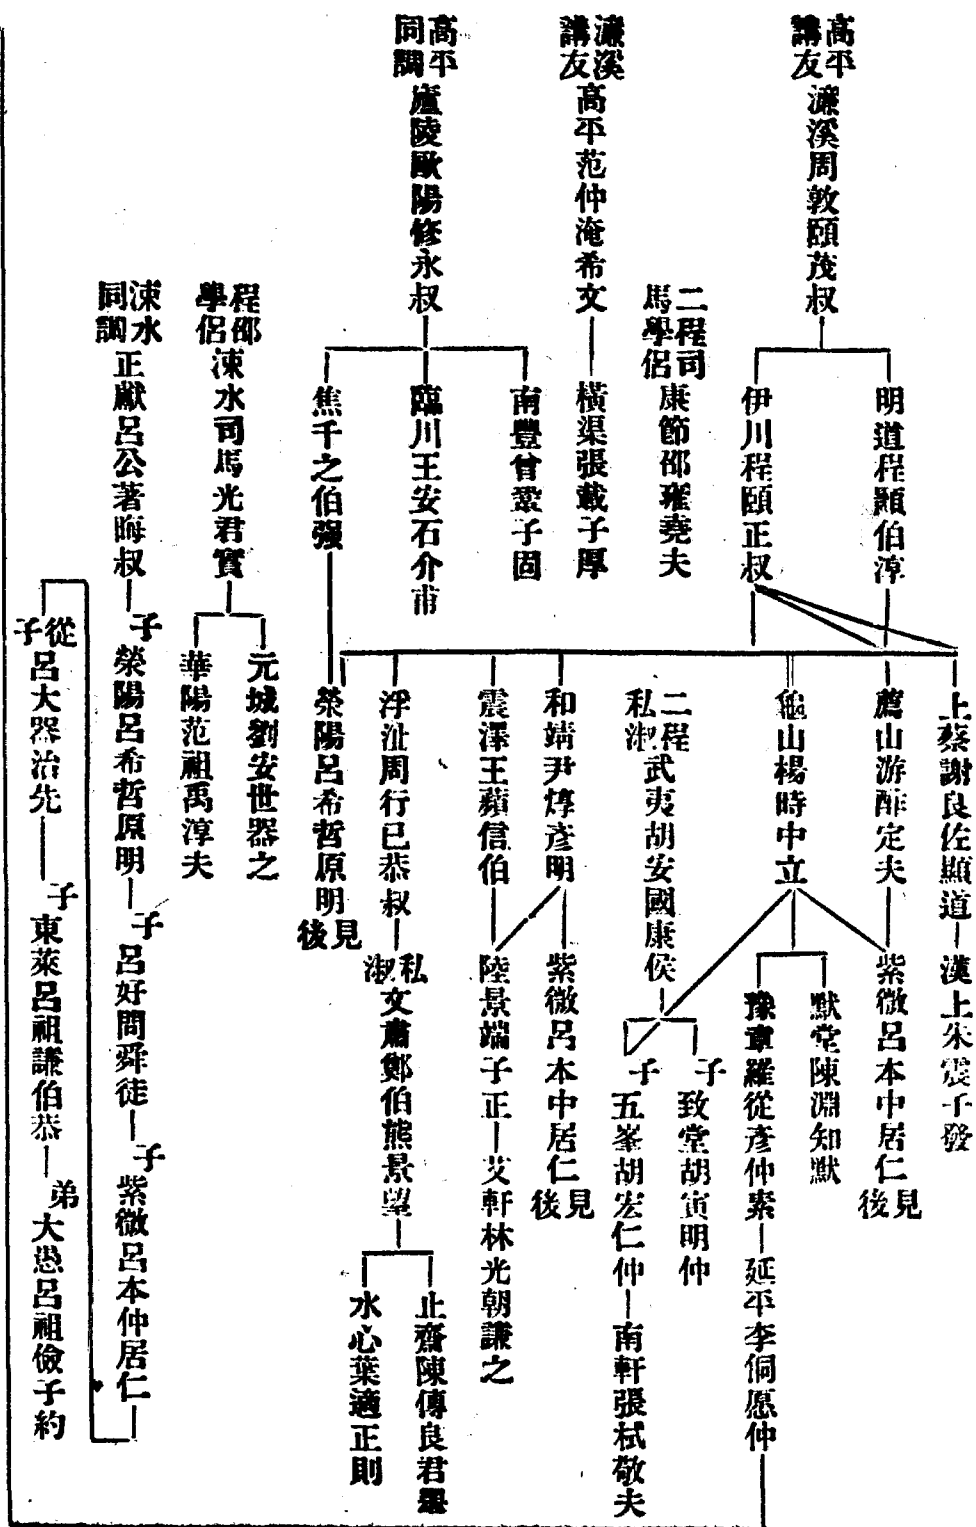 高平講友
濂溪周敦頤茂叔
明道程顥伯淳
伊川程頤正叔
二程司馬學侶
康節邵雍堯夫
濂溪講友
高平范仲淹希文
橫渠張載子厚
高平同調
廬陵歐陽修永叔
南豐曾鞏子固
臨川王安石介甫
焦千之伯强
程邵學侶
涑水司馬光君實
元城劉安世器之
華陽范祖禹淳夫
涑水同調
正獻呂公著晦叔
子
滎陽呂希哲原明
子
呂好問舜徒
子
紫微呂本仲居仁
從子
呂大器治先
子
東萊呂祖謙伯恭
弟
大愚呂祖儉子約
上蔡謝良佐顯道
漢上朱震子發
薦山游酢定夫
紫微呂本中居仁
見後
龜山楊時中立
默堂陳淵知默
豫章羅從彥仲素
延平李侗愿仲
二程私淑
武夷胡安國康侯
子
致堂胡寅明仲
子
五峯胡宏仁仲
南軒張栻敬夫
和靖尹焞彥明
紫微呂本中居仁
見後
震澤王蘋信伯
陸景端子正
艾軒林光朝謙之
浮沚周行已恭叔
私淑
文肅鄭伯熊景望
止齋陳傅良君舉
水心葉適正則
滎陽呂希哲原明
見後